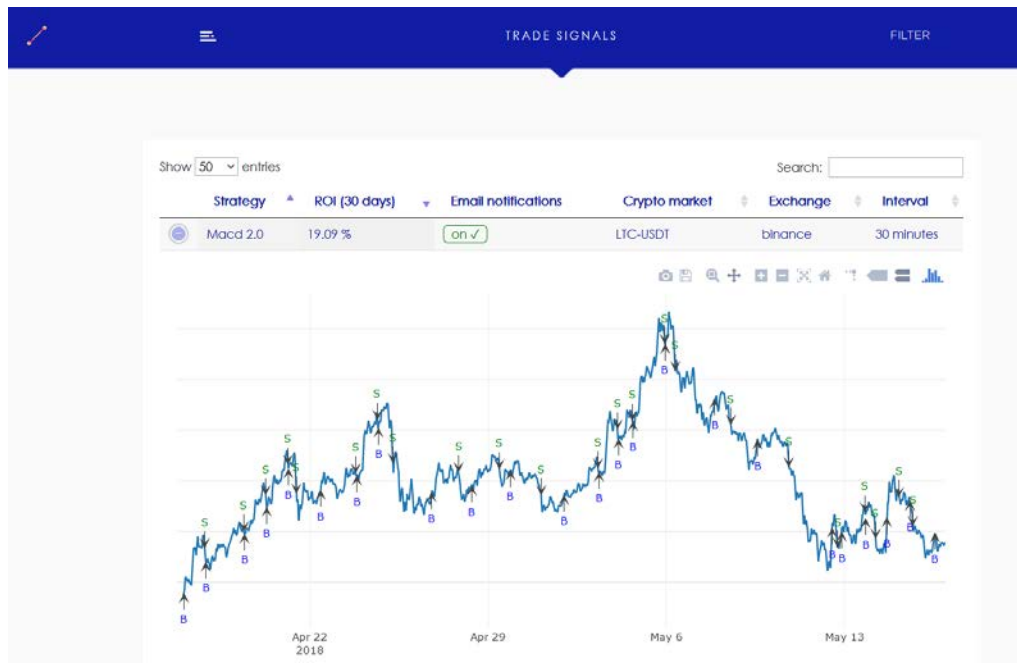 TRADE SIGNALS FILTER
Show 50 entries Search:
Strategy ROI (30 days) Email notifications Crypto market Exchange Interval
Macd 2.0 19.09 % on ✓ LTC-USDT binance 30 minutes
S S S S
S S S
S S S
S S S S S S S
S S S S S
B B B B
B B B B B
B B B B B
B B B B B B
B B
B
Apr 22 Apr 29 May 6 May 13
2018